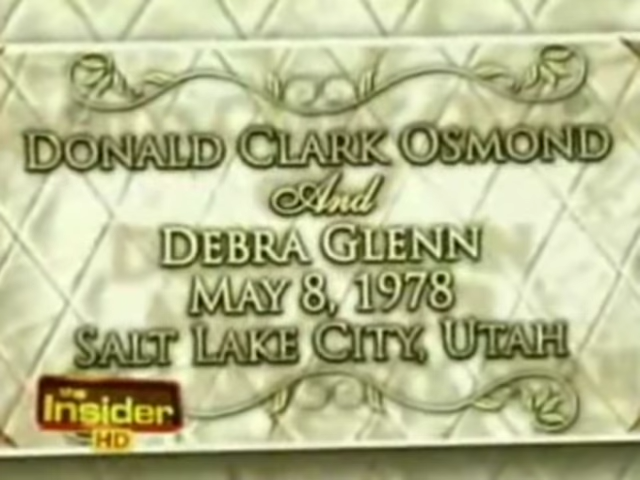 DONALD CLARK OSMOND
And
DEBRA GLENN
MAY 8, 1978
SALT LAKE CITY, UTAH
the
Insider
HD